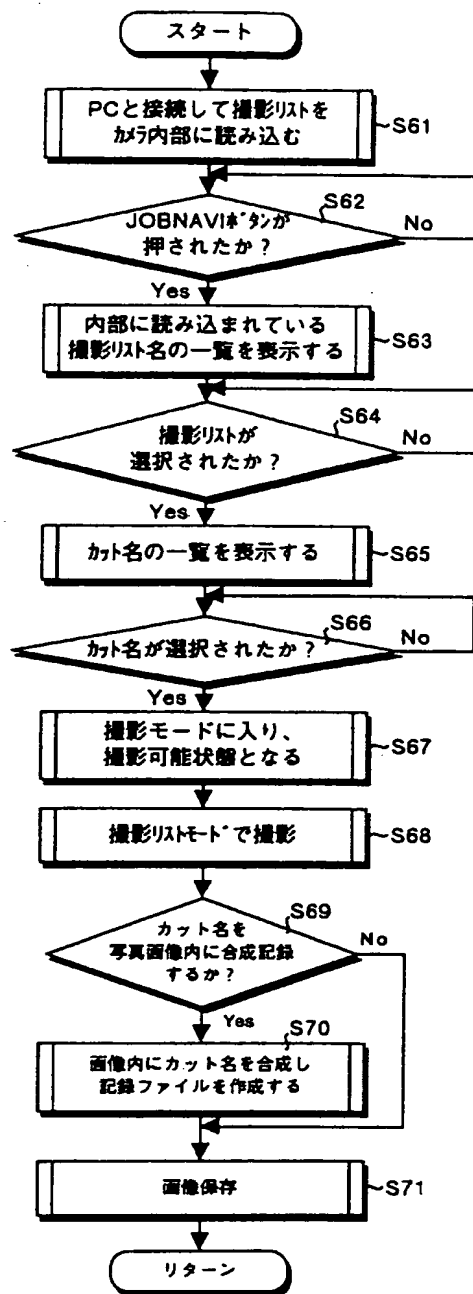 スタート
PCと接続して撮影リストを
カメラ内部に読み込む
S61
S62
JOBNAVIボタンが
押されたか？
No
Yes
内部に読み込まれている
撮影リスト名の一覧を表示する
S63
S64
撮影リストが
選択されたか？
No
Yes
カット名の一覧を表示する
S65
S66
カット名が選択されたか？
No
Yes
撮影モードに入り、
撮影可能状態となる
S67
撮影リストモードで撮影
S68
S69
カット名を
写真画像内に合成記録
するか？
No
Yes
S70
画像内にカット名を合成し
記録ファイルを作成する
画像保存
S71
リターン